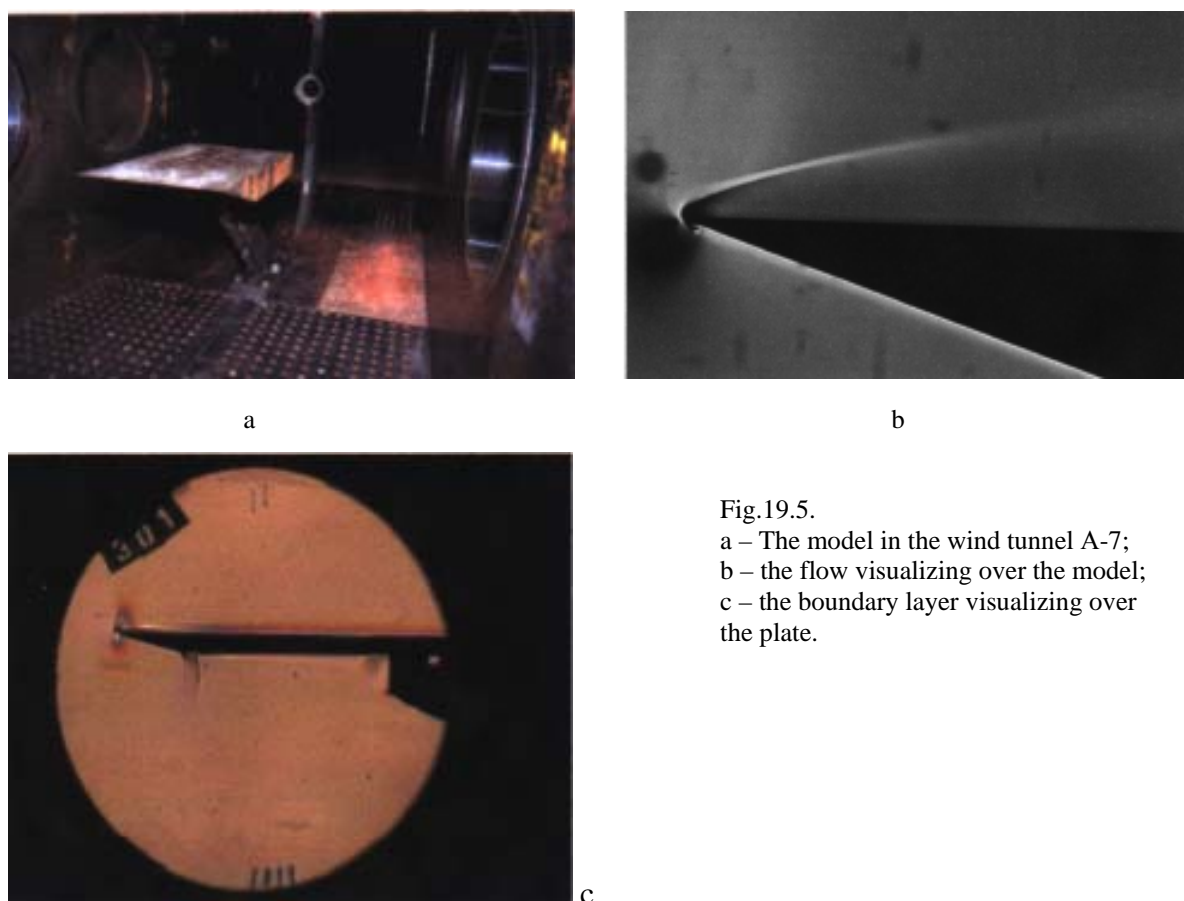 a
b
301
Fig.19.5.
a – The model in the wind tunnel A-7;
b – the flow visualizing over the model;
c – the boundary layer visualizing over
the plate.
c